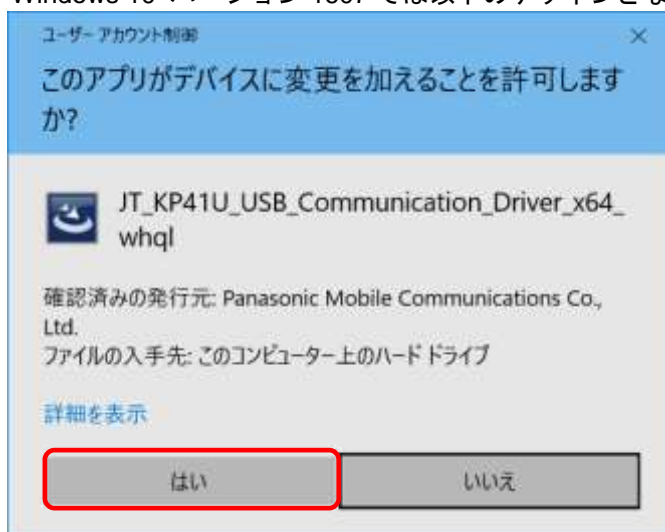 ユーザー アカウント制御
このアプリがデバイスに変更を加えることを許可します
か?
JT_KP41U_USB_Communication_Driver_x64_
whql
確認済みの発行元: Panasonic Mobile Communications Co.,
Ltd.
ファイルの入手先: このコンピューター上のハード ドライブ
詳細を表示
はい
いいえ